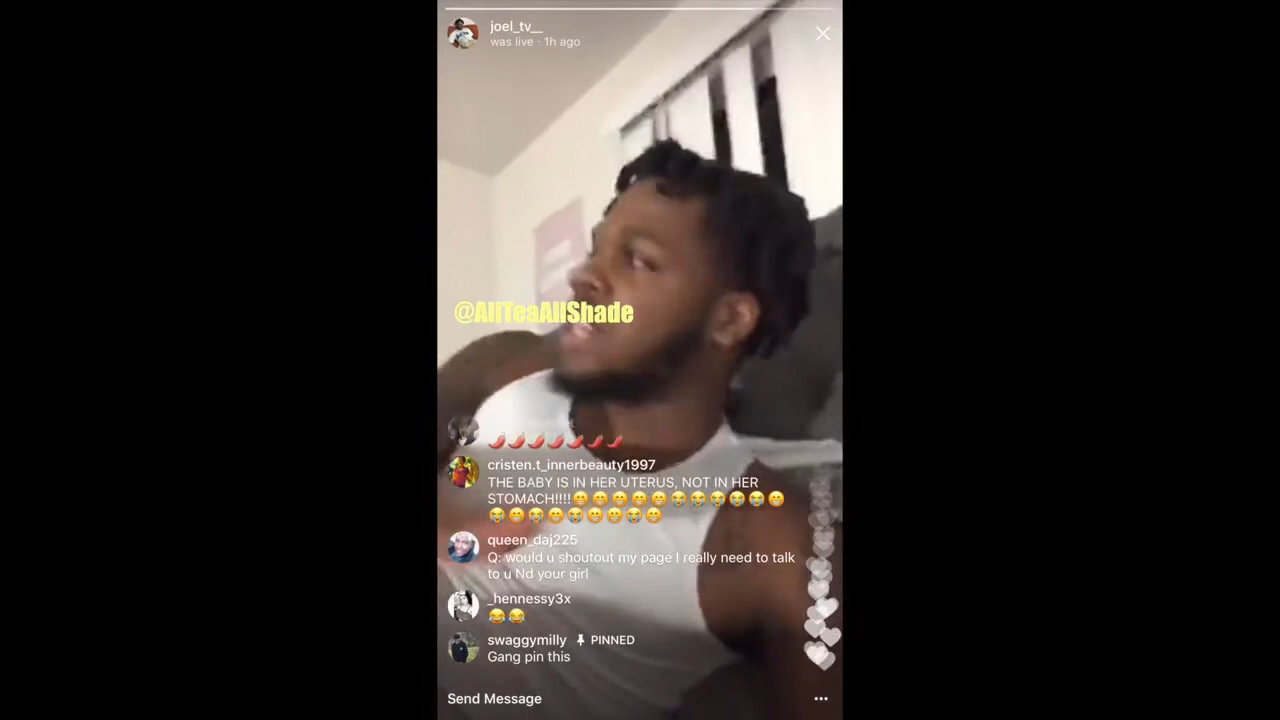 joel_tv__
was live · 1h ago
@AllTeaAllShade
🌶️🌶️🌶️🌶️🌶️🌶️🌶️
cristen.t_innerbeauty1997
THE BABY IS IN HER UTERUS, NOT IN HER
STOMACH!!!!😁😁😁😁😁😭😭😭😭😭😁
😭😁😭😁😭😁😁😭😁
queen_daj225
Q: would u shoutout my page I really need to talk
to u Nd your girl
_hennessy3x
😂😂
swaggymilly PINNED
Gang pin this
Send Message